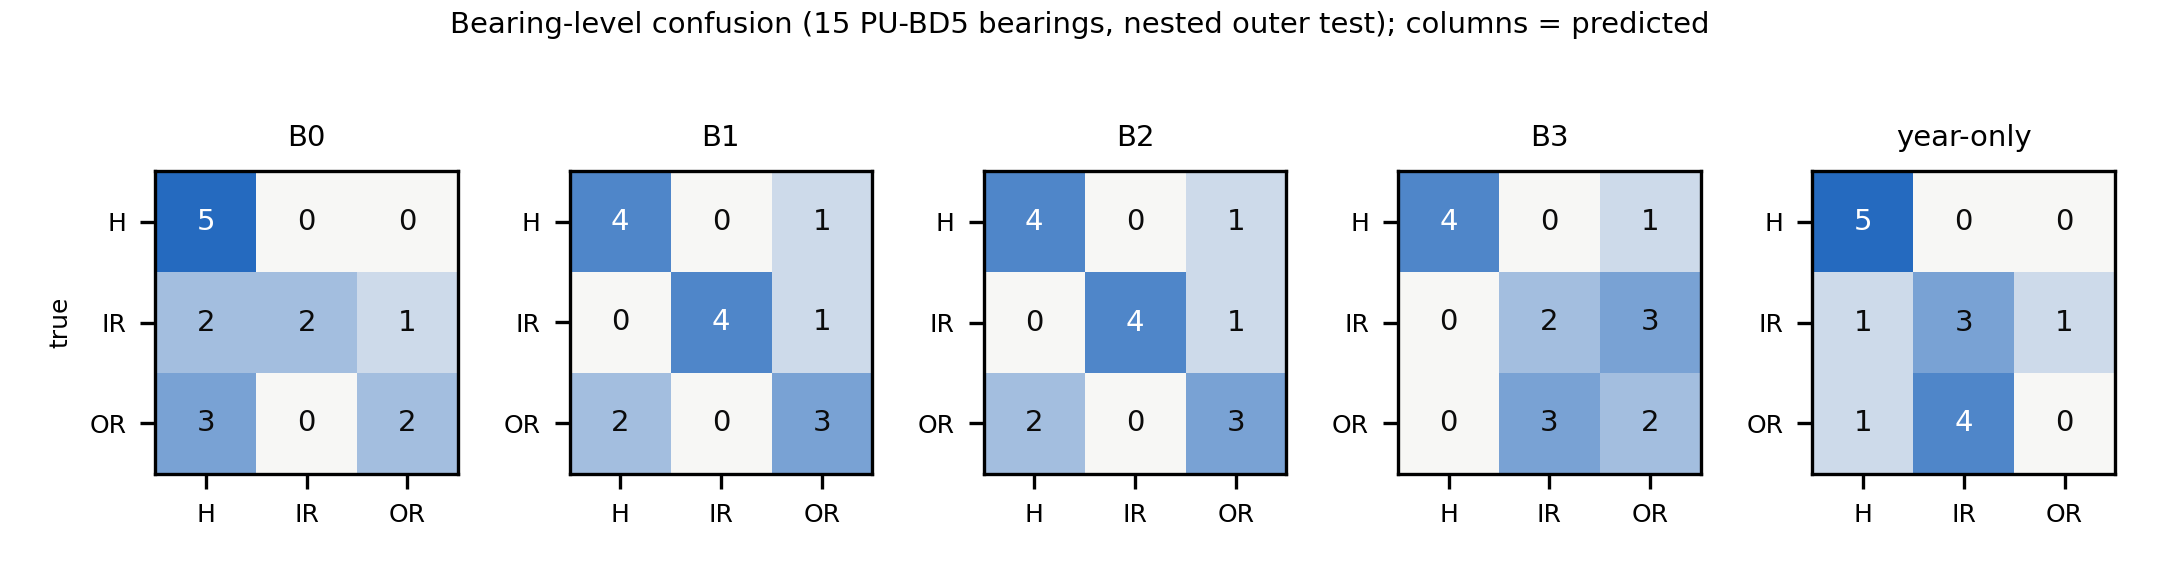 Bearing-level confusion (15 PU-BD5 bearings, nested outer test); columns = predicted
B0 B1 B2 B3 year-only
H 5 0 0 H 4 0 1 H 4 0 1 H 4 0 1 H 5 0 0
true IR 2 2 1 IR 0 4 1 IR 0 4 1 IR 0 2 3 IR 1 3 1
OR 3 0 2 OR 2 0 3 OR 2 0 3 OR 0 3 2 OR 1 4 0
H IR OR H IR OR H IR OR H IR OR H IR OR